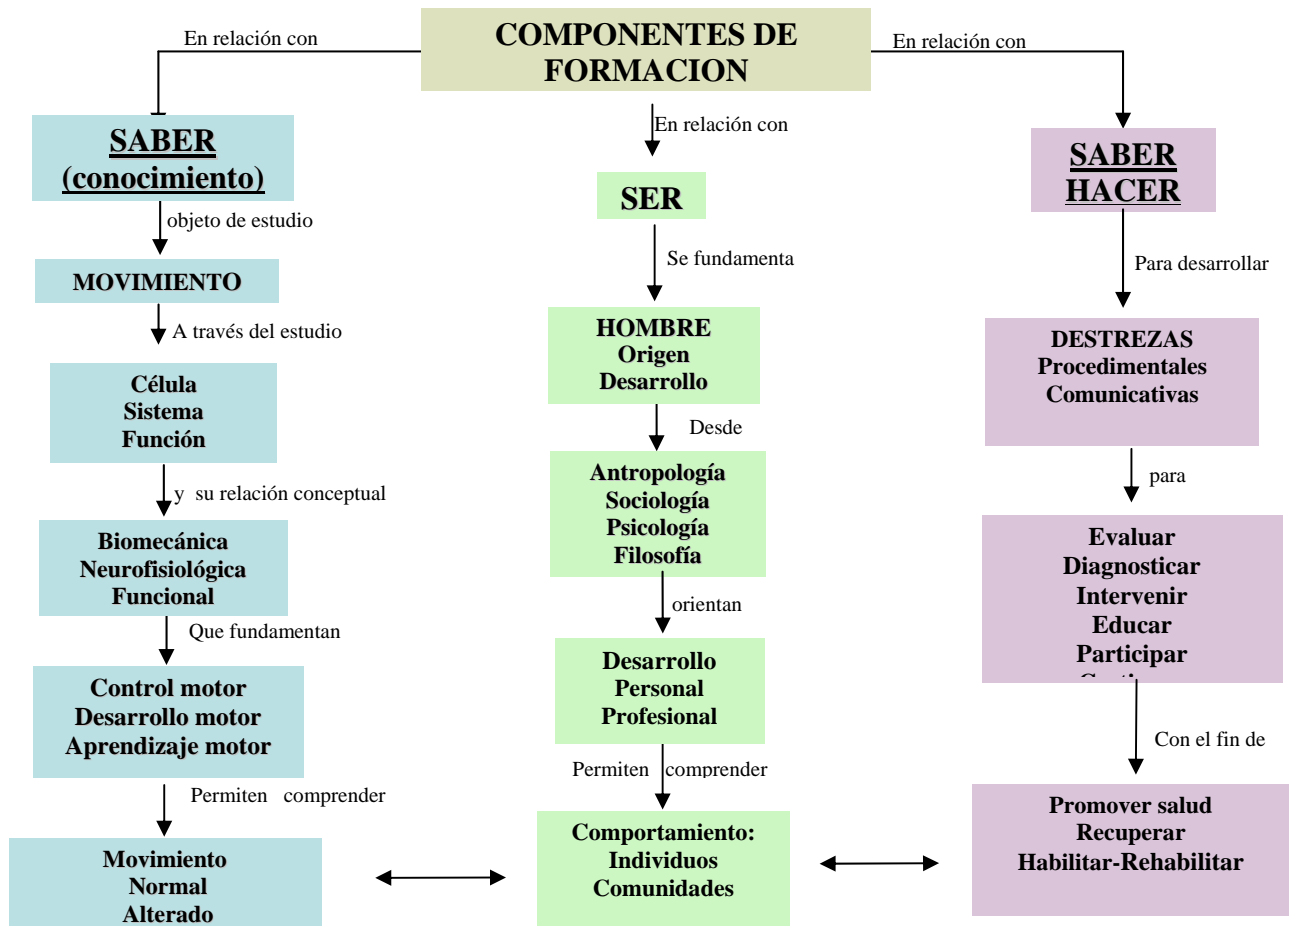 COMPONENTES DE
FORMACION
En relación con
En relación con
En relación con
SABER
(conocimiento)
objeto de estudio
MOVIMIENTO
A través del estudio
Célula
Sistema
Función
y su relación conceptual
Biomecánica
Neurofisiológica
Funcional
Que fundamentan
Control motor
Desarrollo motor
Aprendizaje motor
Permiten comprender
Movimiento
Normal
Alterado
SER
Se fundamenta
HOMBRE
Origen
Desarrollo
Desde
Antropología
Sociología
Psicología
Filosofía
orientan
Desarrollo
Personal
Profesional
Permiten comprender
Comportamiento:
Individuos
Comunidades
SABER
HACER
Para desarrollar
DESTREZAS
Procedimentales
Comunicativas
para
Evaluar
Diagnosticar
Intervenir
Educar
Participar
Con el fin de
Promover salud
Recuperar
Habilitar-Rehabilitar